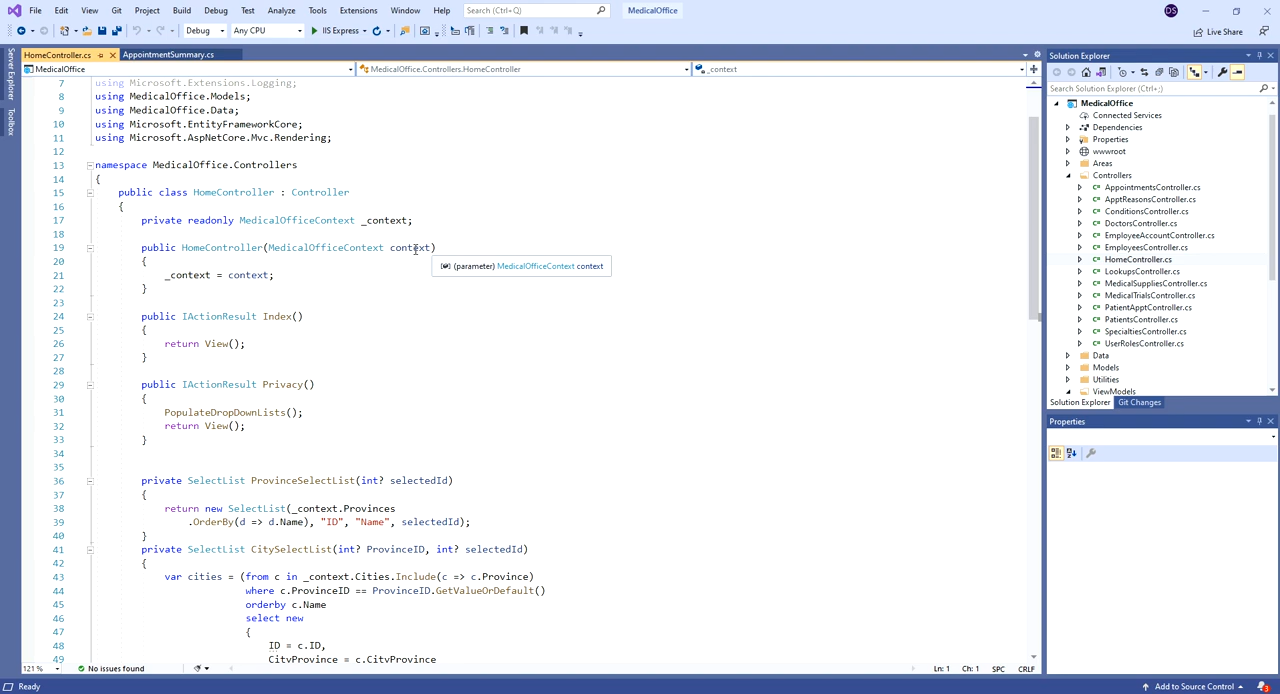 File Edit View Git Project Build Debug Test Analyze Tools Extensions Window Help Search (Ctrl+Q) MedicalOffice DS
Debug Any CPU IIS Express Live Share
Server Explorer
Toolbox
HomeController.cs AppointmentSummary.cs
MedicalOffice MedicalOffice.Controllers.HomeController _context
7 using Microsoft.Extensions.Logging;
8 using MedicalOffice.Models;
9 using MedicalOffice.Data;
10 using Microsoft.EntityFrameworkCore;
11 using Microsoft.AspNetCore.Mvc.Rendering;
12
13 namespace MedicalOffice.Controllers
14 {
15 public class HomeController : Controller
16 {
17 private readonly MedicalOfficeContext _context;
18
19 public HomeController(MedicalOfficeContext context)
20 {
(parameter) MedicalOfficeContext context
21 _context = context;
22 }
23
24 public IActionResult Index()
25 {
26 return View();
27 }
28
29 public IActionResult Privacy()
30 {
31 PopulateDropDownLists();
32 return View();
33 }
34
35
36 private SelectList ProvinceSelectList(int? selectedId)
37 {
38 return new SelectList(_context.Provinces
39 .OrderBy(d => d.Name), "ID", "Name", selectedId);
40 }
41 private SelectList CitySelectList(int? ProvinceID, int? selectedId)
42 {
43 var cities = (from c in _context.Cities.Include(c => c.Province)
44 where c.ProvinceID == ProvinceID.GetValueOrDefault()
45 orderby c.Name
46 select new
47 {
48 ID = c.ID,
49 CityProvince = c.CityProvince
121 % No issues found Ln: 1 Ch: 1 SPC CRLF
Solution Explorer
Search Solution Explorer (Ctrl+;)
MedicalOffice
Connected Services
Dependencies
Properties
wwwroot
Areas
Controllers
AppointmentsController.cs
ApptReasonsController.cs
ConditionsController.cs
DoctorsController.cs
EmployeeAccountController.cs
EmployeesController.cs
HomeController.cs
LookupsController.cs
MedicalSuppliesController.cs
MedicalTrialsController.cs
PatientApptController.cs
PatientsController.cs
SpecialtiesController.cs
UserRolesController.cs
Data
Models
Utilities
ViewModels
Solution Explorer Git Changes
Properties
Ready Add to Source Control 3